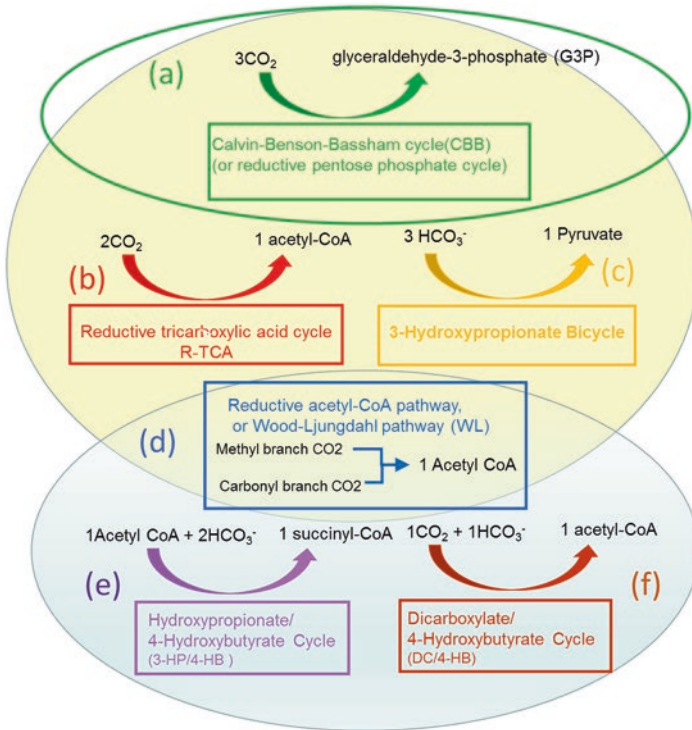 (a)
3CO₂
glyceraldehyde-3-phosphate (G3P)
Calvin-Benson-Bassham cycle(CBB)
(or reductive pentose phosphate cycle)
2CO₂
1 acetyl-CoA
3 HCO₃⁻
1 Pyruvate
(b)
(c)
Reductive tricarboxylic acid cycle
R-TCA
3-Hydroxypropionate Bicycle
(d)
Reductive acetyl-CoA pathway,
or Wood-Ljungdahl pathway (WL)
Methyl branch CO2
1 Acetyl CoA
Carbonyl branch CO2
1Acetyl CoA + 2HCO₃⁻
1 succinyl-CoA
1CO₂ + 1HCO₃⁻
1 acetyl-CoA
(e)
(f)
Hydroxypropionate/
4-Hydroxybutyrate Cycle
(3-HP/4-HB )
Dicarboxylate/
4-Hydroxybutyrate Cycle
(DC/4-HB)